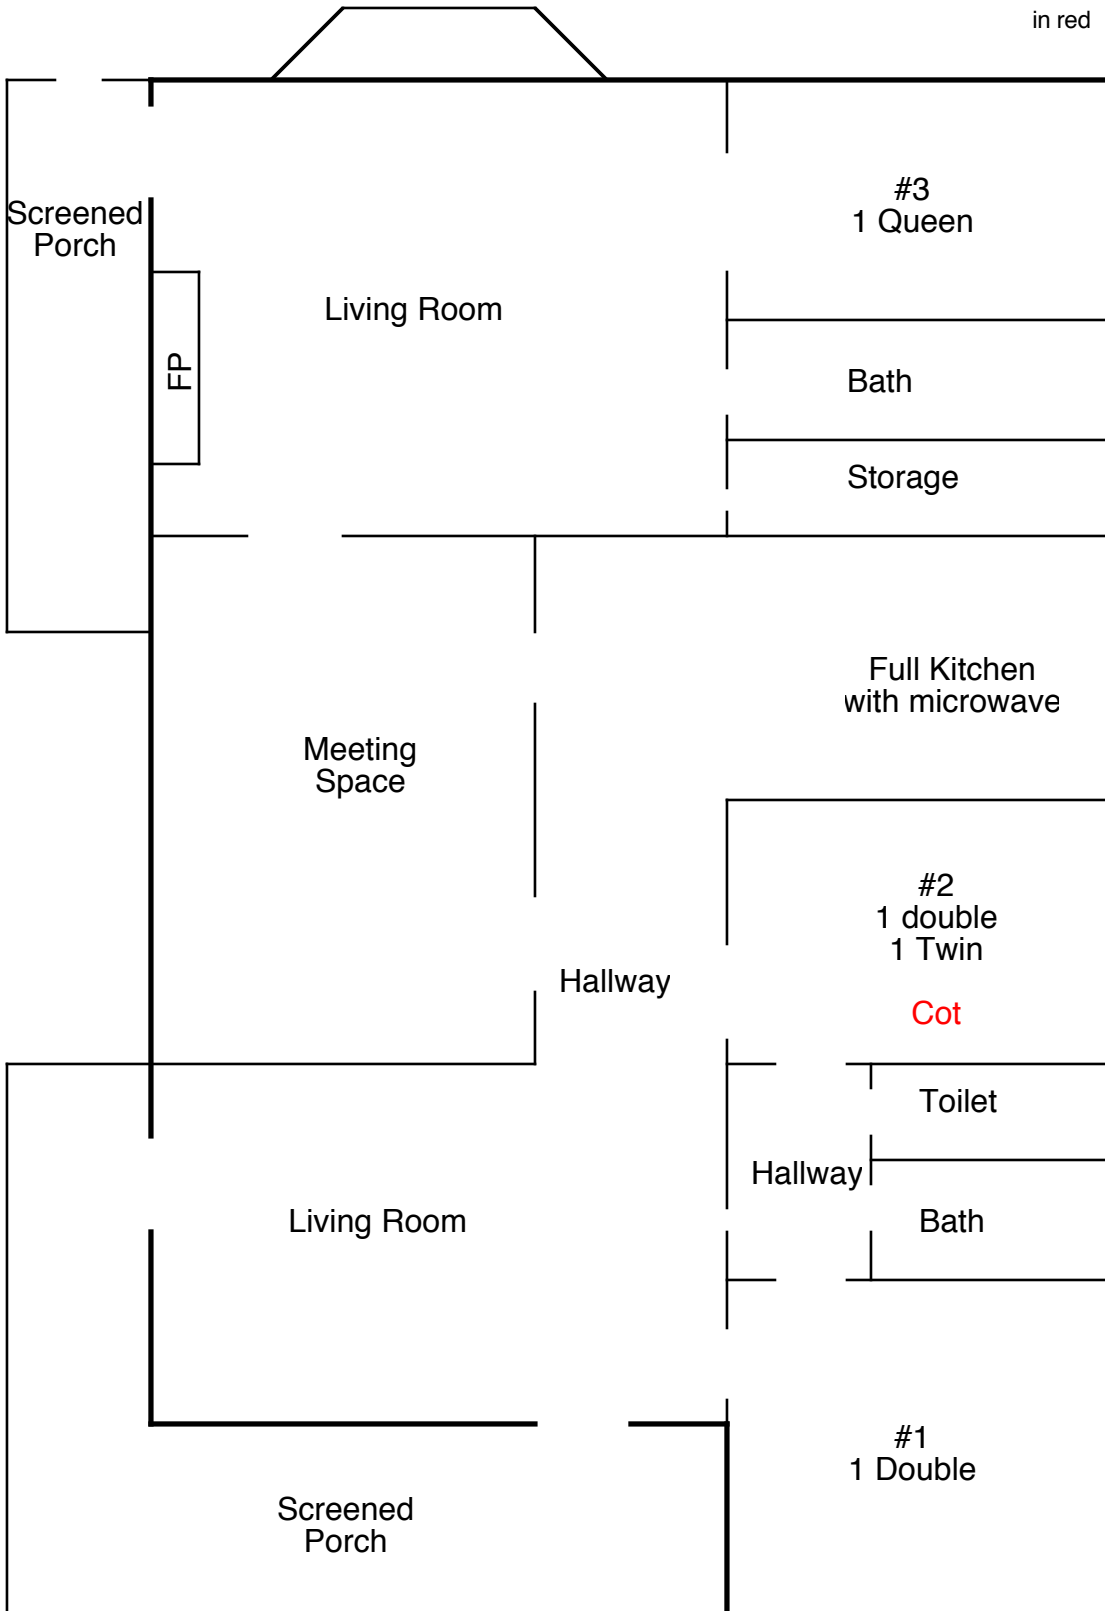 in red
#3
1 Queen
Screened
Porch
Living Room
FP
Bath
Storage
Full Kitchen
with microwave
Meeting
Space
#2
1 double
1 Twin
Hallway
Cot
Toilet
Hallway
Living Room
Bath
#1
1 Double
Screened
Porch